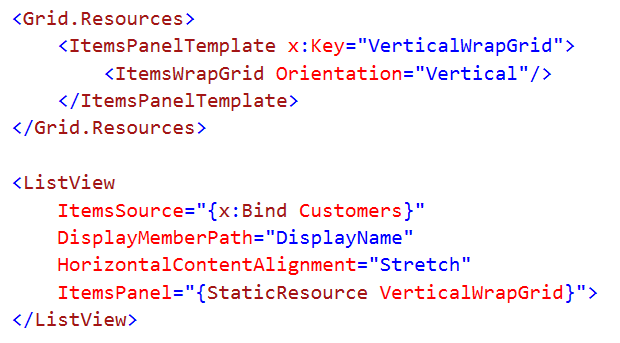 <Grid.Resources>
    <ItemsPanelTemplate x:Key="VerticalWrapGrid">
        <ItemsWrapGrid Orientation="Vertical"/>
    </ItemsPanelTemplate>
</Grid.Resources>

<ListView
    ItemsSource="{x:Bind Customers}"
    DisplayMemberPath="DisplayName"
    HorizontalContentAlignment="Stretch"
    ItemsPanel="{StaticResource VerticalWrapGrid}">
</ListView>